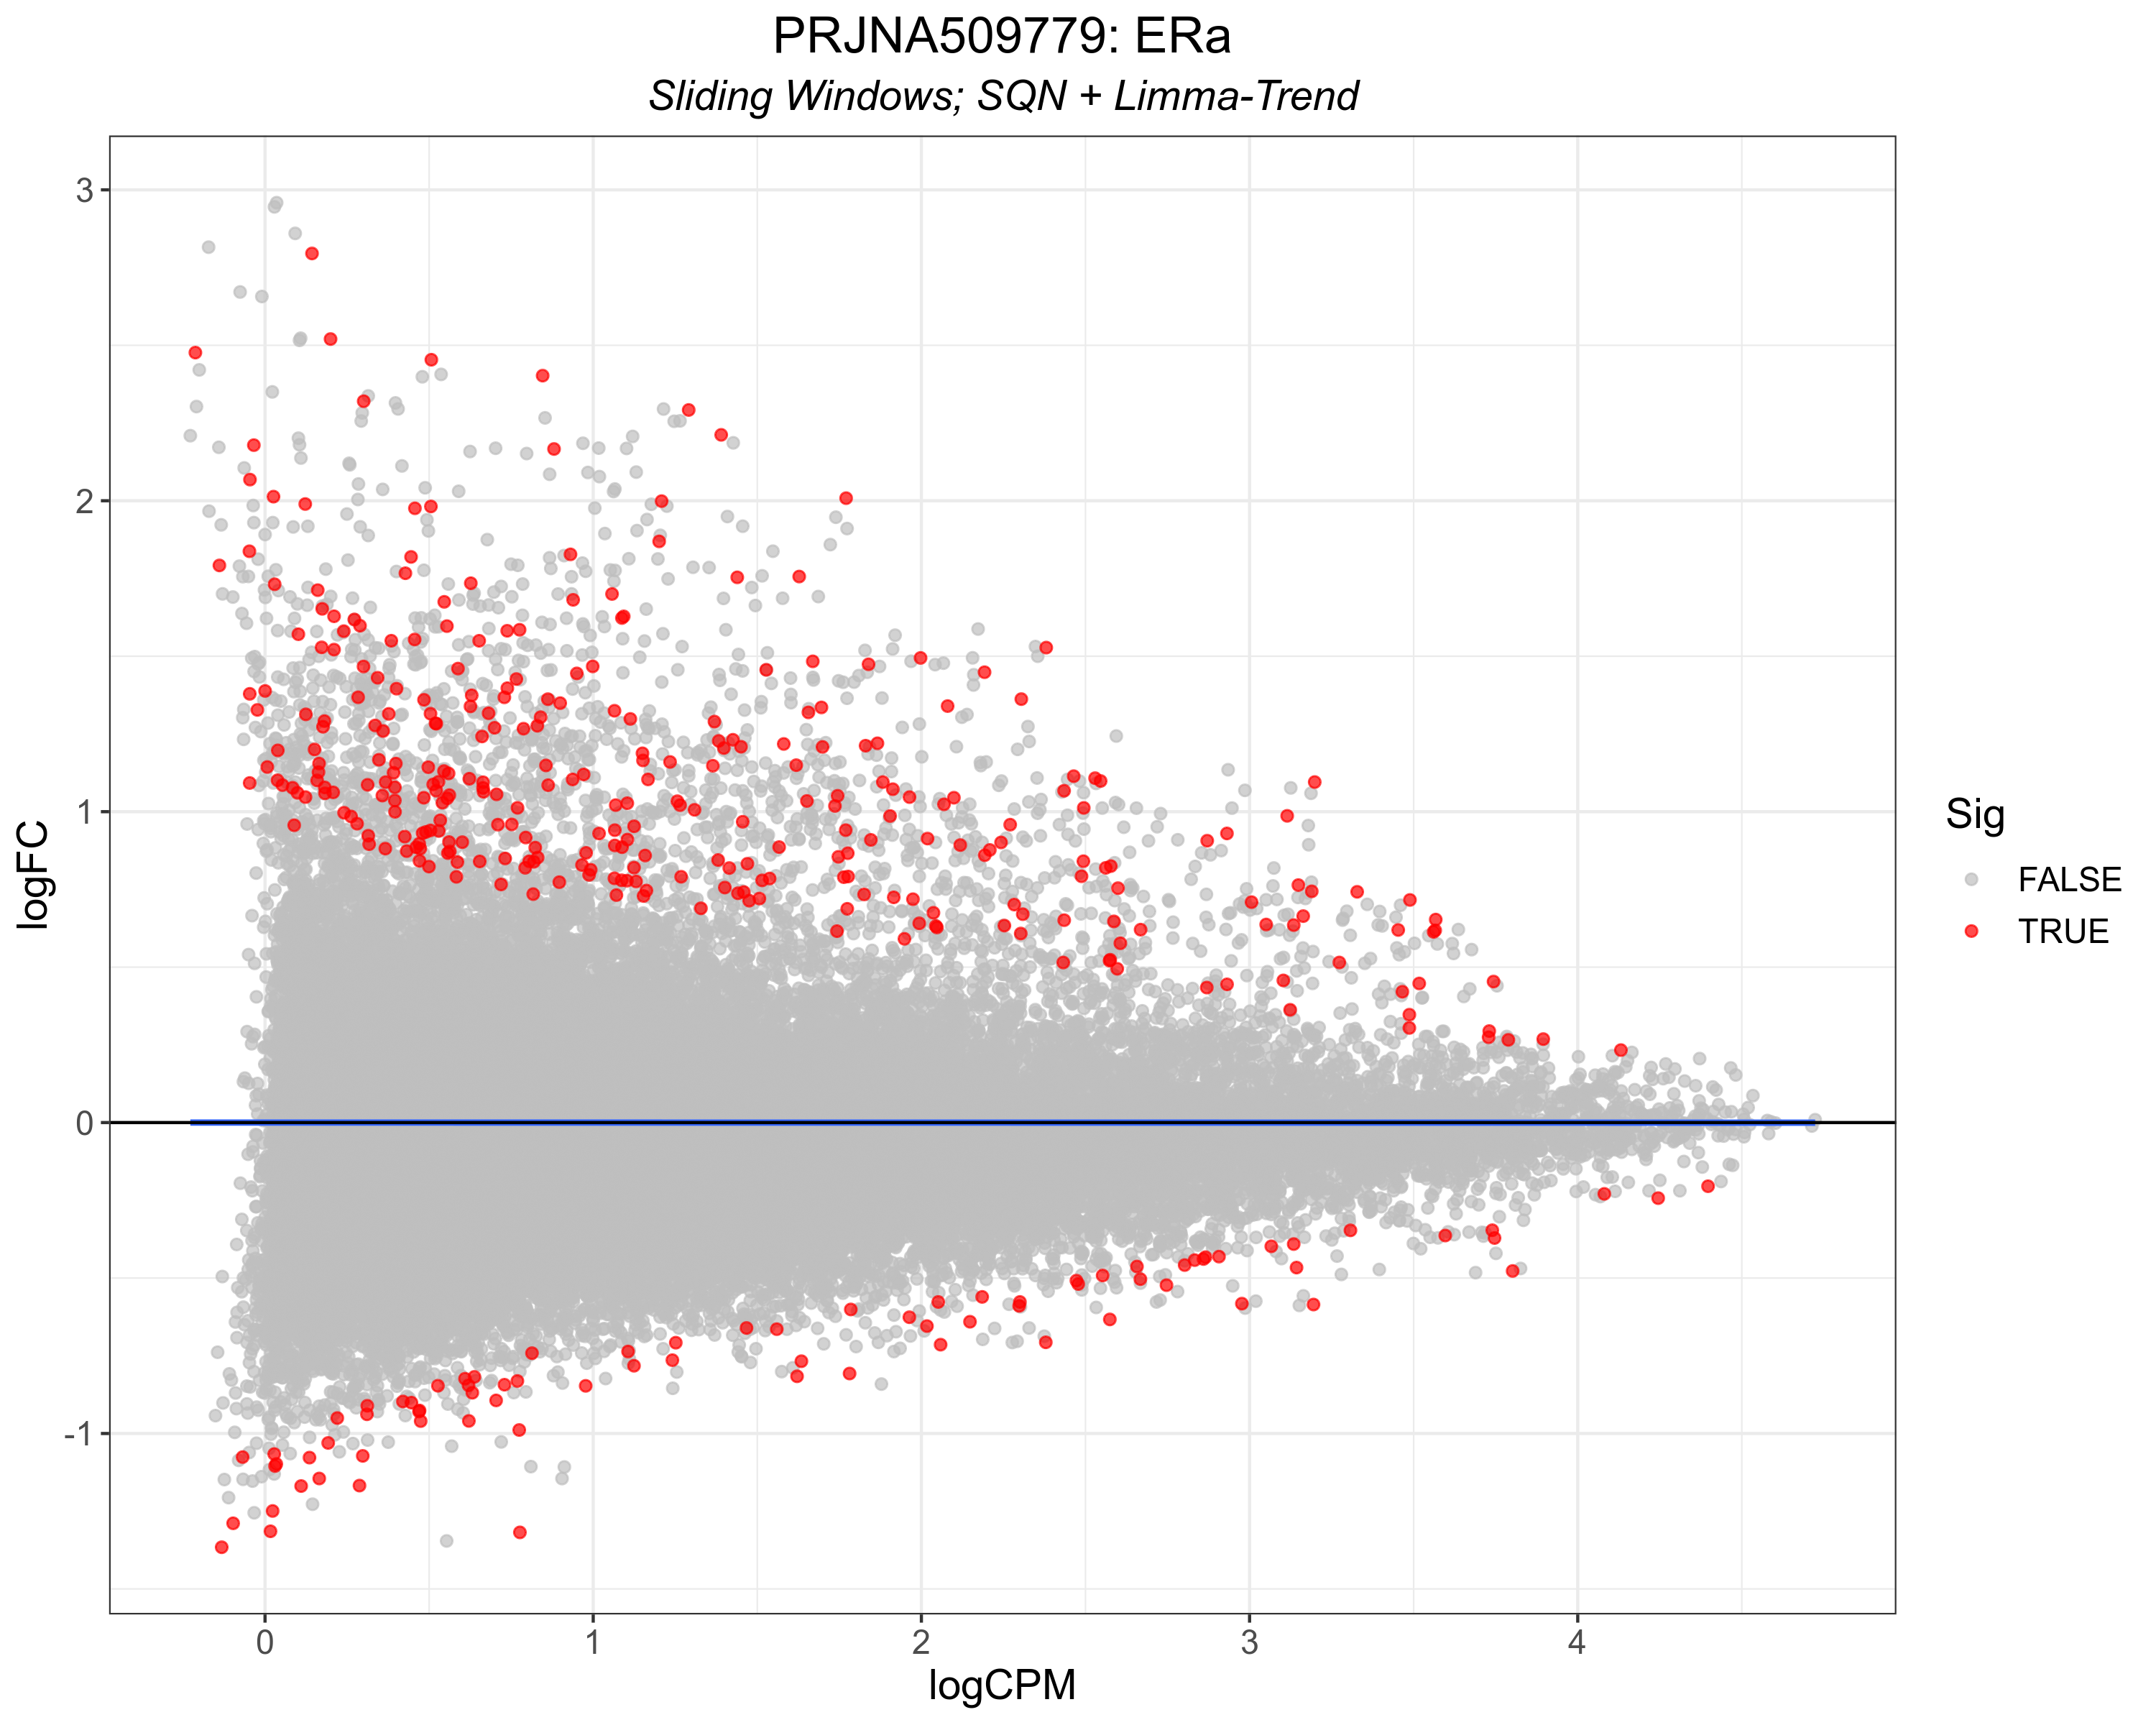 PRJNA509779: ERa
Sliding Windows; SQN + Limma-Trend
3
2
1
0
-1
logFC
0 1 2 3 4
logCPM
Sig
FALSE
TRUE